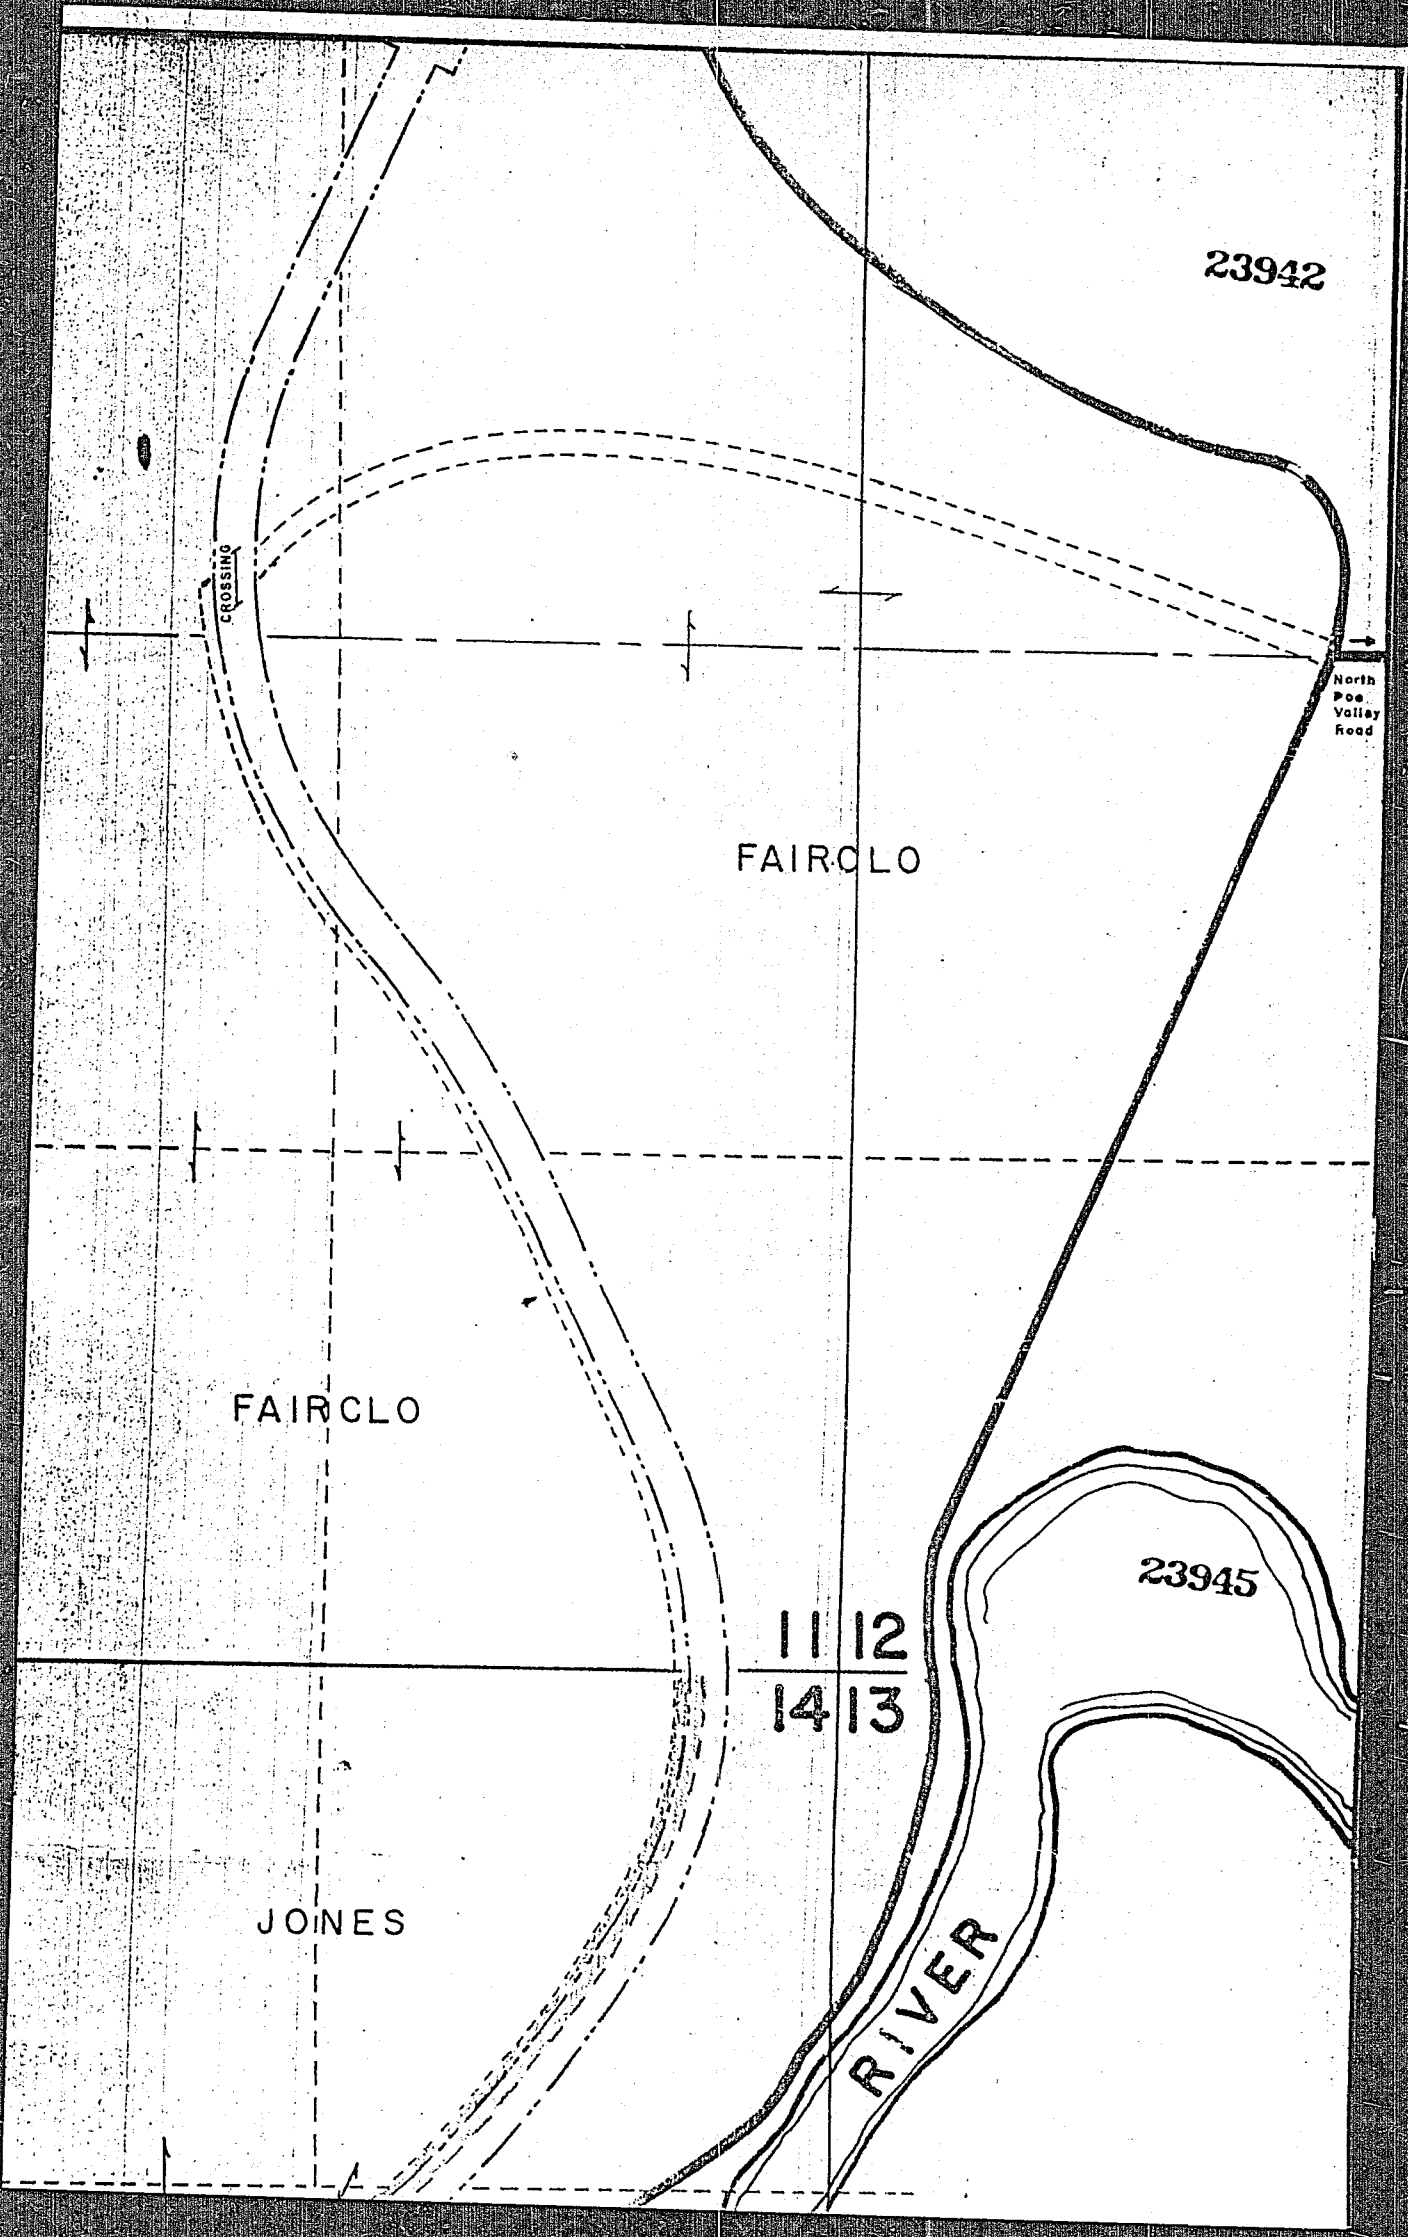 23942
CROSSING
North
Poe
Valley
Road
FAIRCLO
FAIRCLO
23945
11 12
14 13
JONES
RIVER